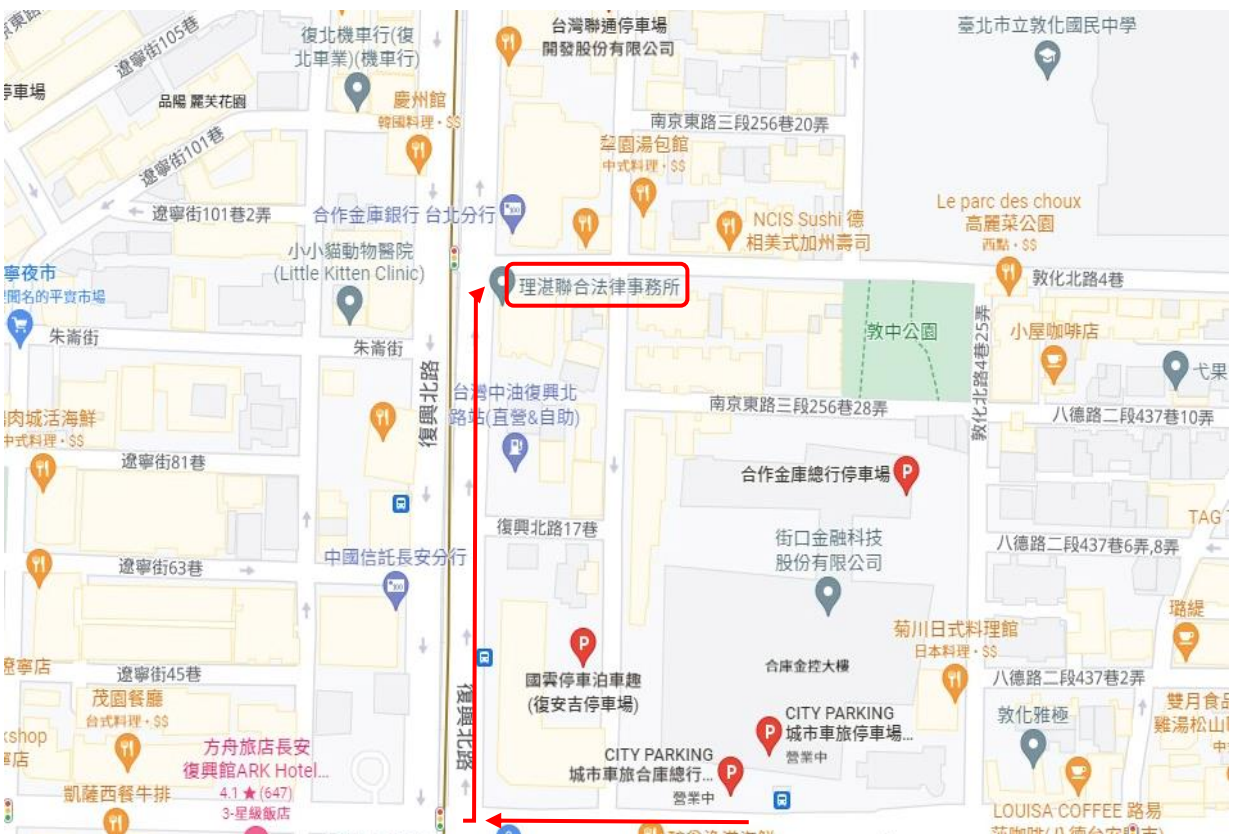 遼寧街105巷
復北機車行(復
北車業)(機車行)
台灣聯通停車場
開發股份有限公司
臺北市立敦化國民中學
停車場
品陽 麗芙花園
慶州館
韓國料理・$$
南京東路三段256巷20弄
犂園湯包館
中式料理・$$
遼寧街101巷
遼寧街101巷2弄
合作金庫銀行 台北分行
NCIS Sushi 德
相美式加州壽司
Le parc des choux
高麗菜公園
西點・$$
小小貓動物醫院
(Little Kitten Clinic)
寧夜市
聞名的平實市場
理湛聯合法律事務所
敦化北路4巷
朱崙街
朱崙街
敦中公園
敦化北路4巷25弄
小屋咖啡店
弋果
復興北路
台灣中油復興北
路站(直營&自助)
南京東路三段256巷28弄
八德路二段437巷10弄
肉城活海鮮
中式料理・$$
遼寧街81巷
合作金庫總行停車場
復興北路17巷
街口金融科技
股份有限公司
TAG
八德路二段437巷6弄,8弄
中國信託長安分行
遼寧街63巷
璐緹
菊川日式料理館
日本料理・$$
遼寧店
遼寧街45巷
國雲停車泊車趣
(復安吉停車場)
合庫金控大樓
八德路二段437巷2弄
茂園餐廳
台式料理・$$
復興北路
CITY PARKING
城市車旅停車場...
營業中
敦化雅極
雙月食品
雞湯松山
kshop
寧店
方舟旅店長安
復興館ARK Hotel...
4.1 ★ (647)
3-星級飯店
CITY PARKING
城市車旅合庫總行...
營業中
凱薩西餐牛排
LOUISA COFFEE 路易